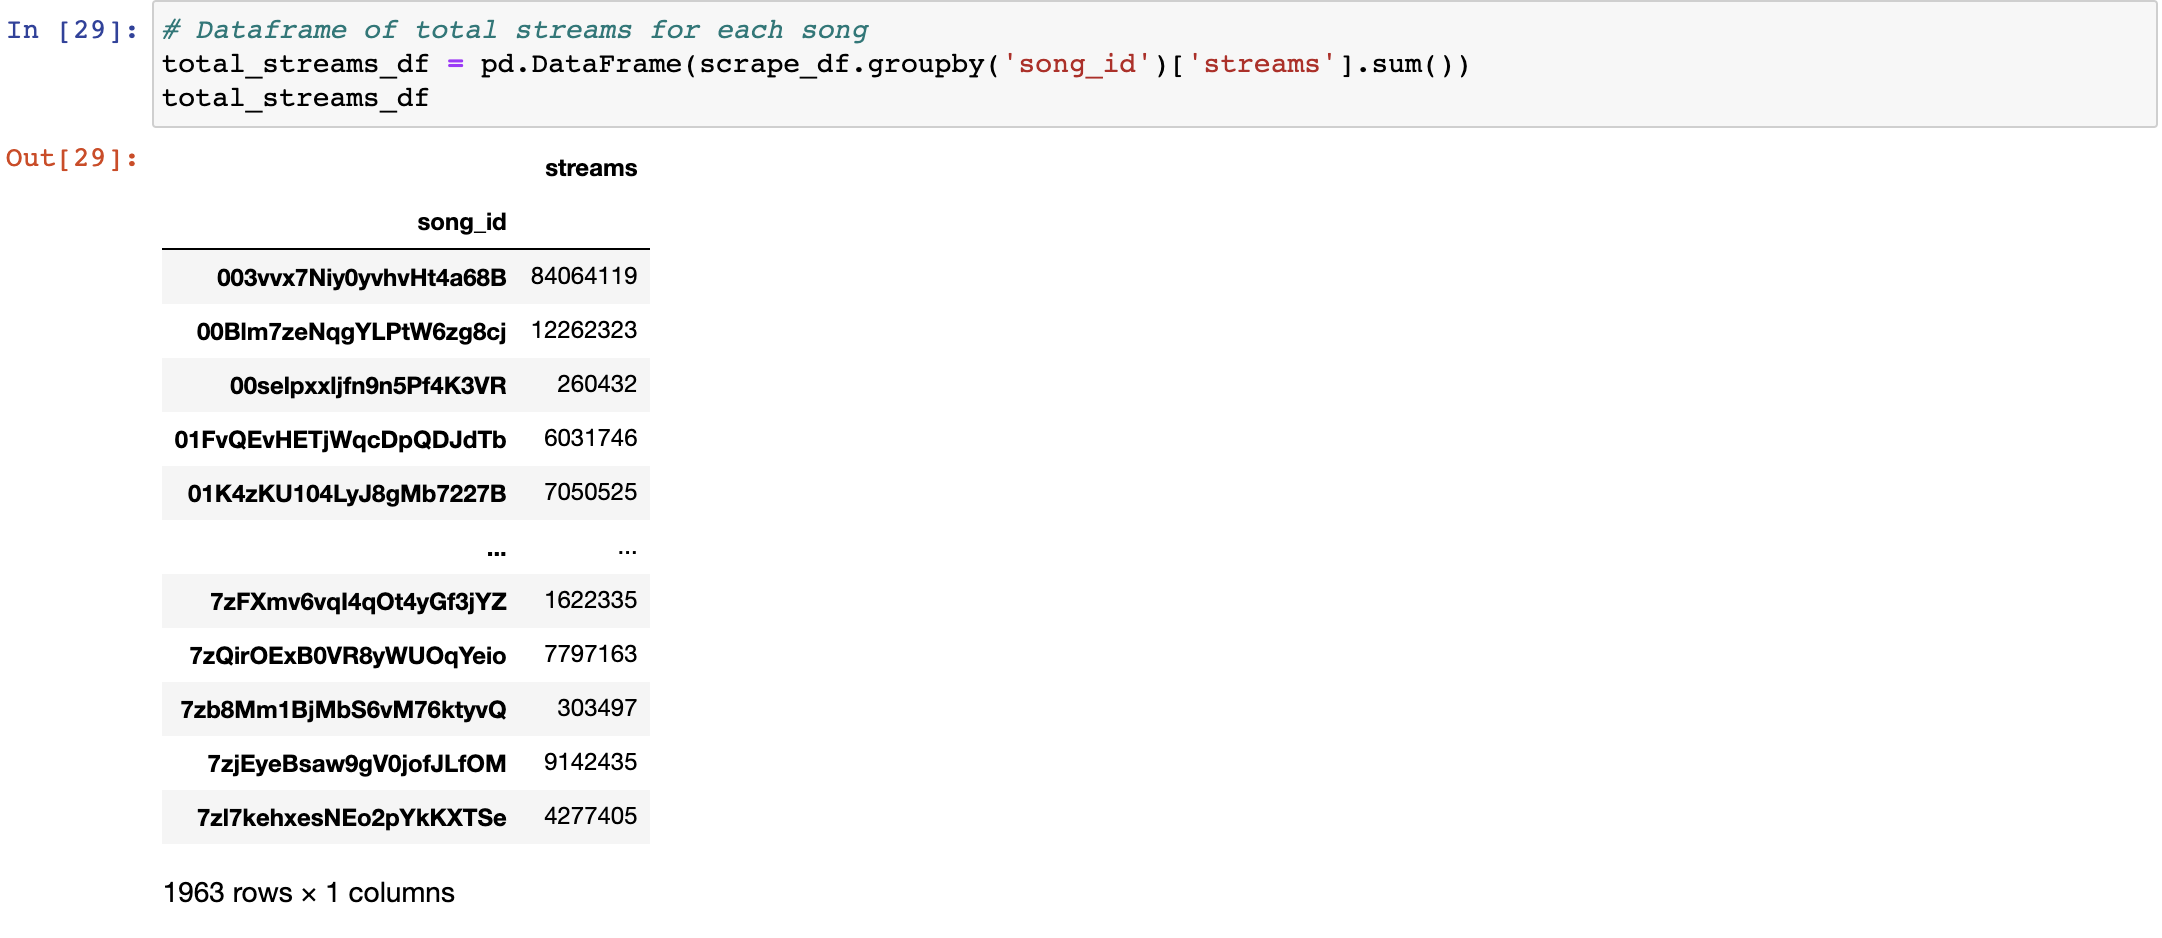 In [29]: # Dataframe of total streams for each song
total_streams_df = pd.DataFrame(scrape_df.groupby('song_id')['streams'].sum())
total_streams_df
Out[29]:
streams
song_id
003vvx7Niy0yvhvHt4a68B 84064119
00Blm7zeNqgYLPtW6zg8cj 12262323
00selpxxljfn9n5Pf4K3VR 260432
01FvQEvHETjWqcDpQDJdTb 6031746
01K4zKU104LyJ8gMb7227B 7050525
... ...
7zFXmv6vqI4qOt4yGf3jYZ 1622335
7zQirOExB0VR8yWUOqYeio 7797163
7zb8Mm1BjMbS6vM76ktyvQ 303497
7zjEyeBsaw9gV0jofJLfOM 9142435
7zl7kehxesNEo2pYkKXTSe 4277405
1963 rows × 1 columns